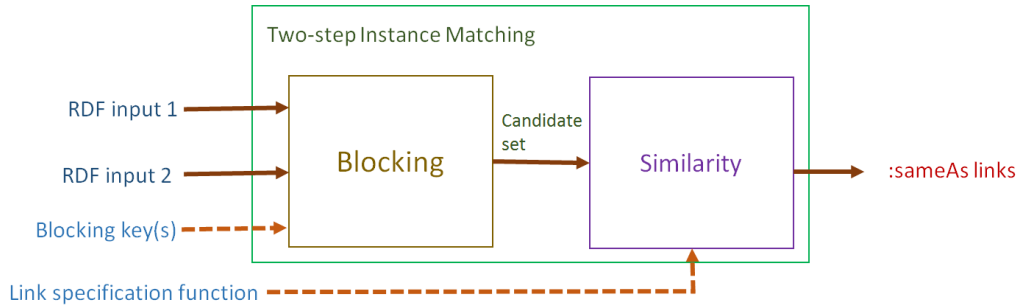 Two-step Instance Matching
RDF input 1
RDF input 2
Blocking key(s)
Link specification function
Blocking
Candidate
set
Similarity
:sameAs links